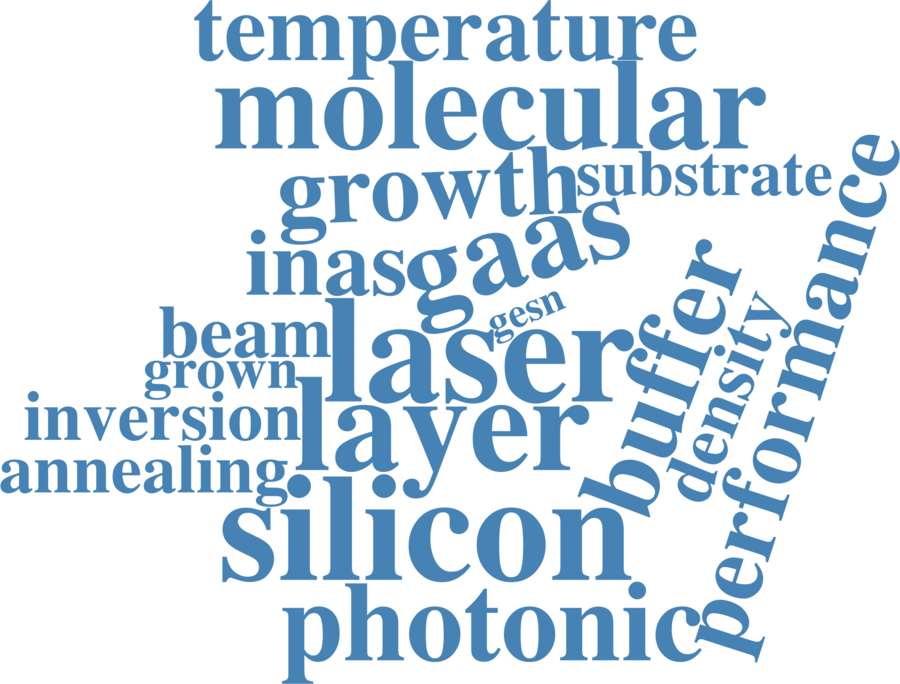 temperature
molecular
growth
substrate
inas
gaas
gesn
beam
laser
grown
layer
inversion
annealing
buffer
density
performance
silicon
photonic